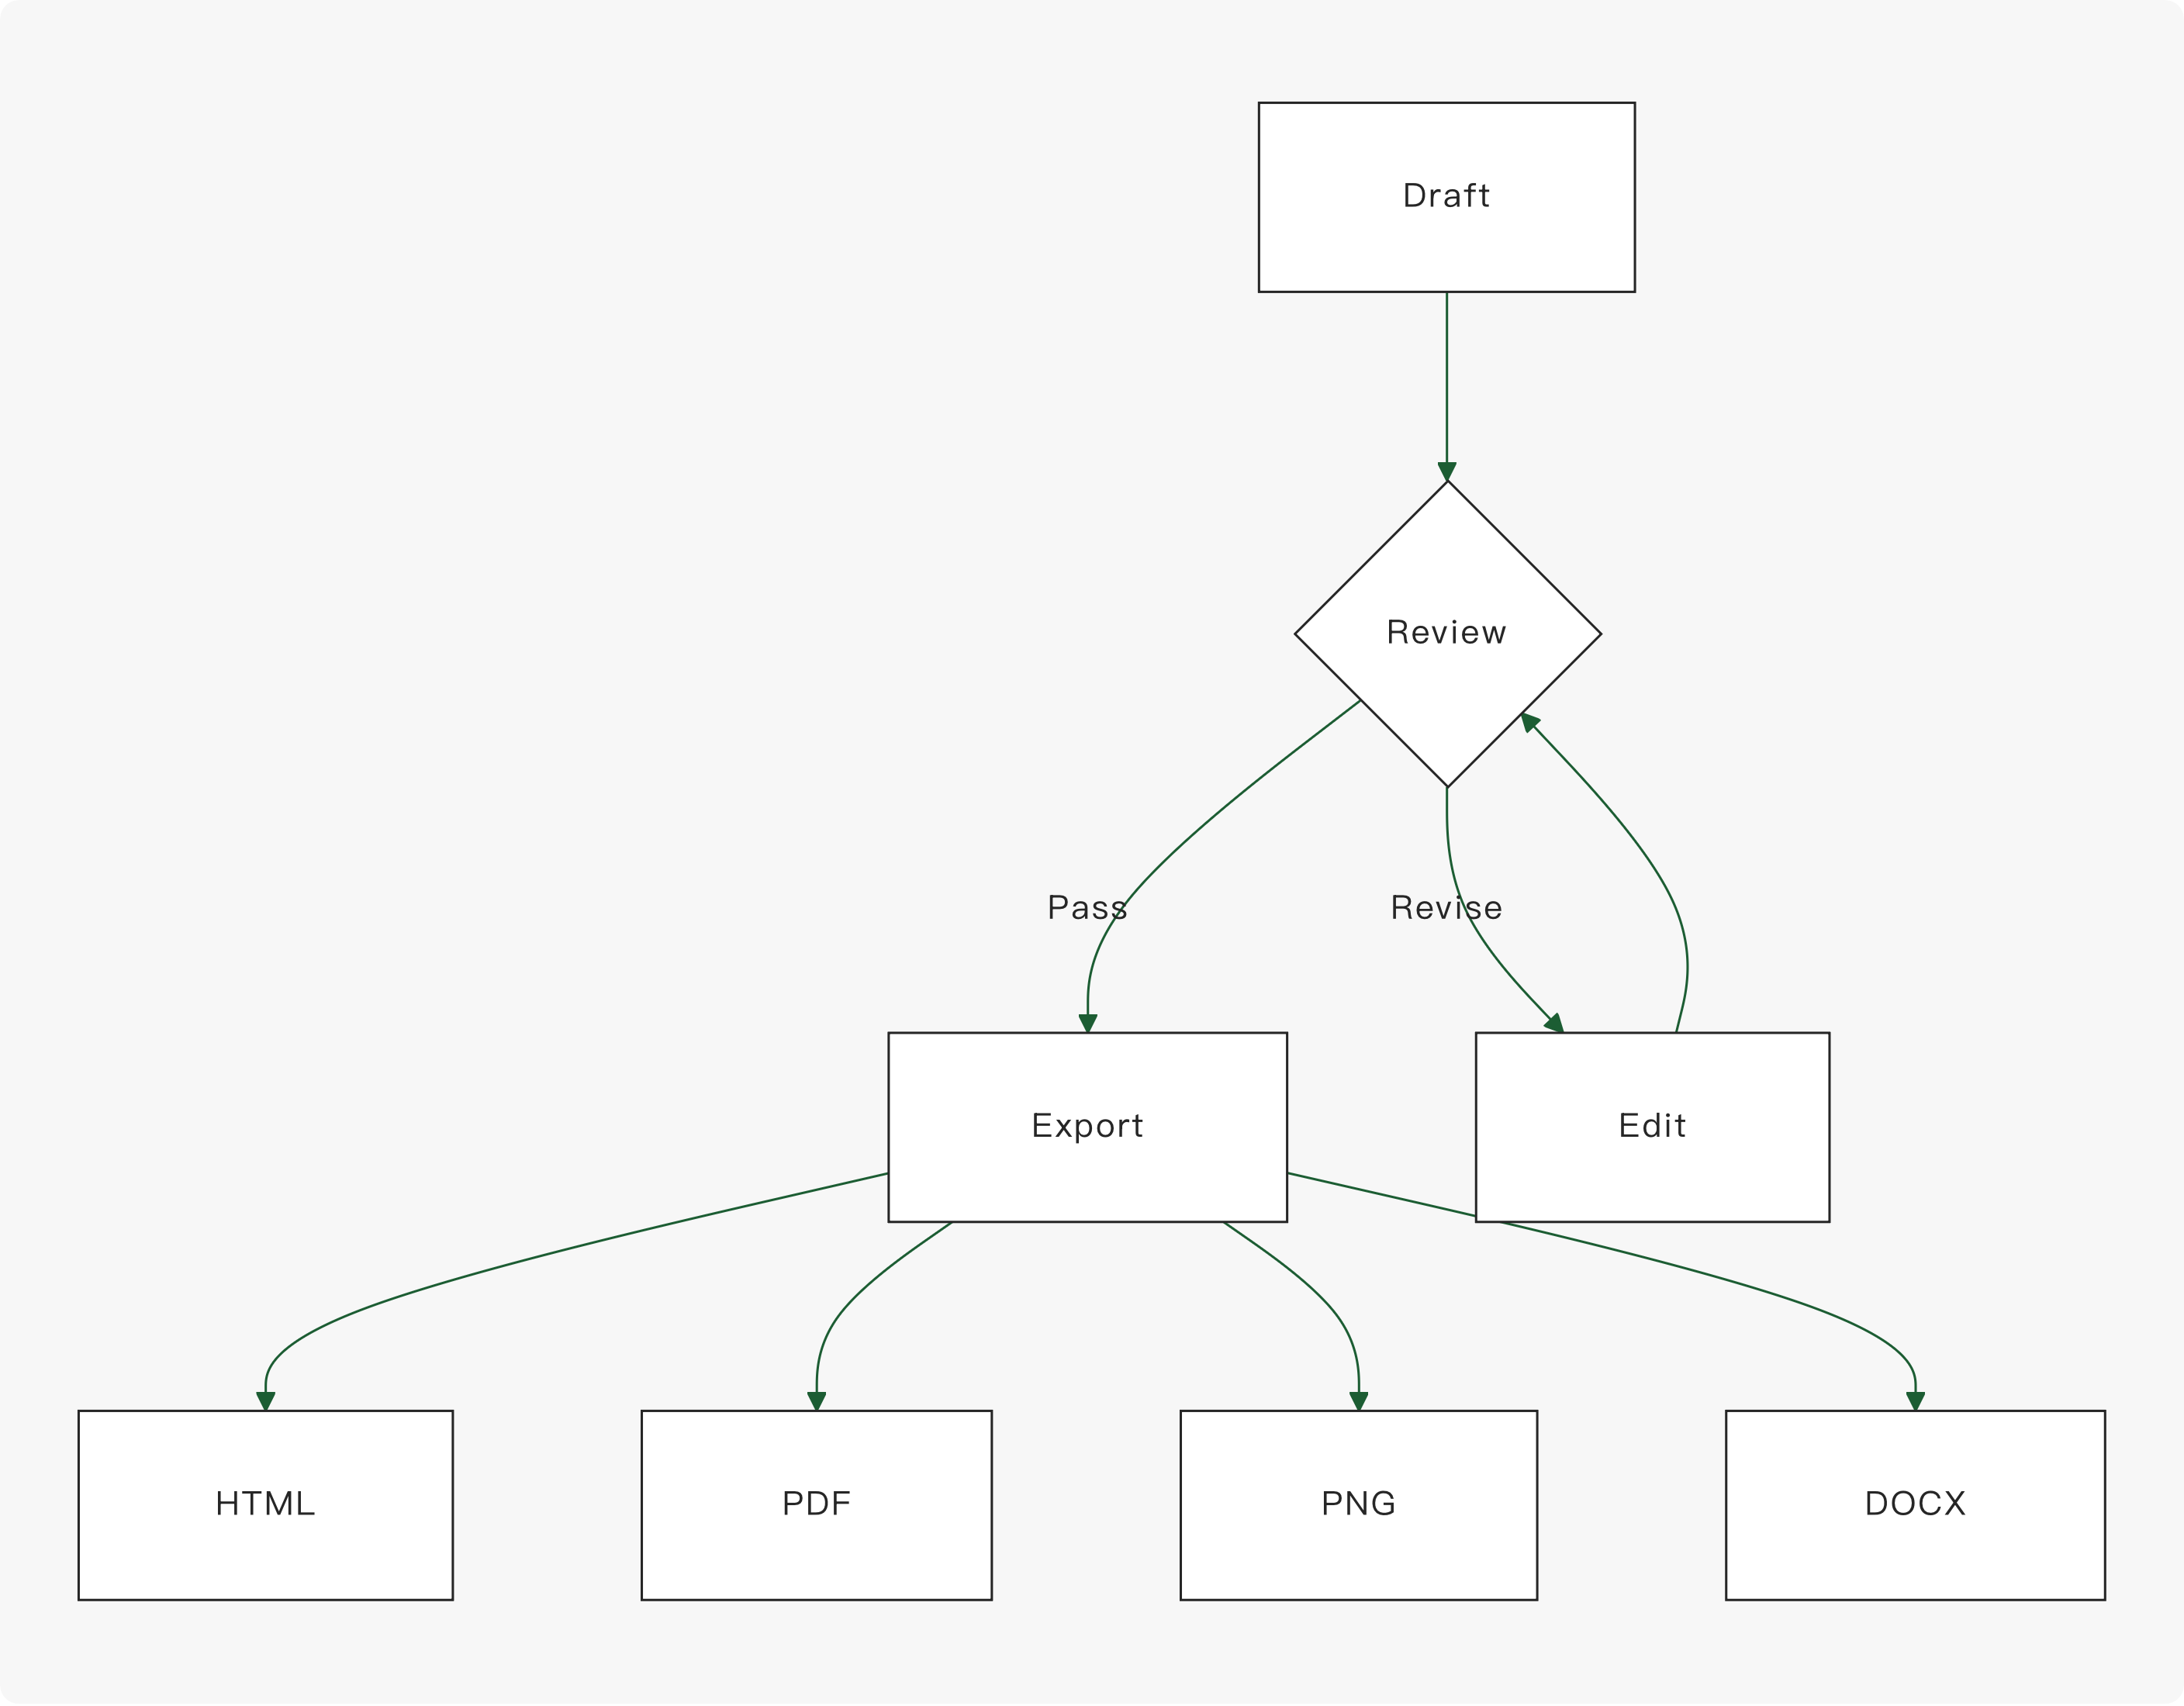 Draft
Review
Pass
Revise
Export
Edit
HTML
PDF
PNG
DOCX